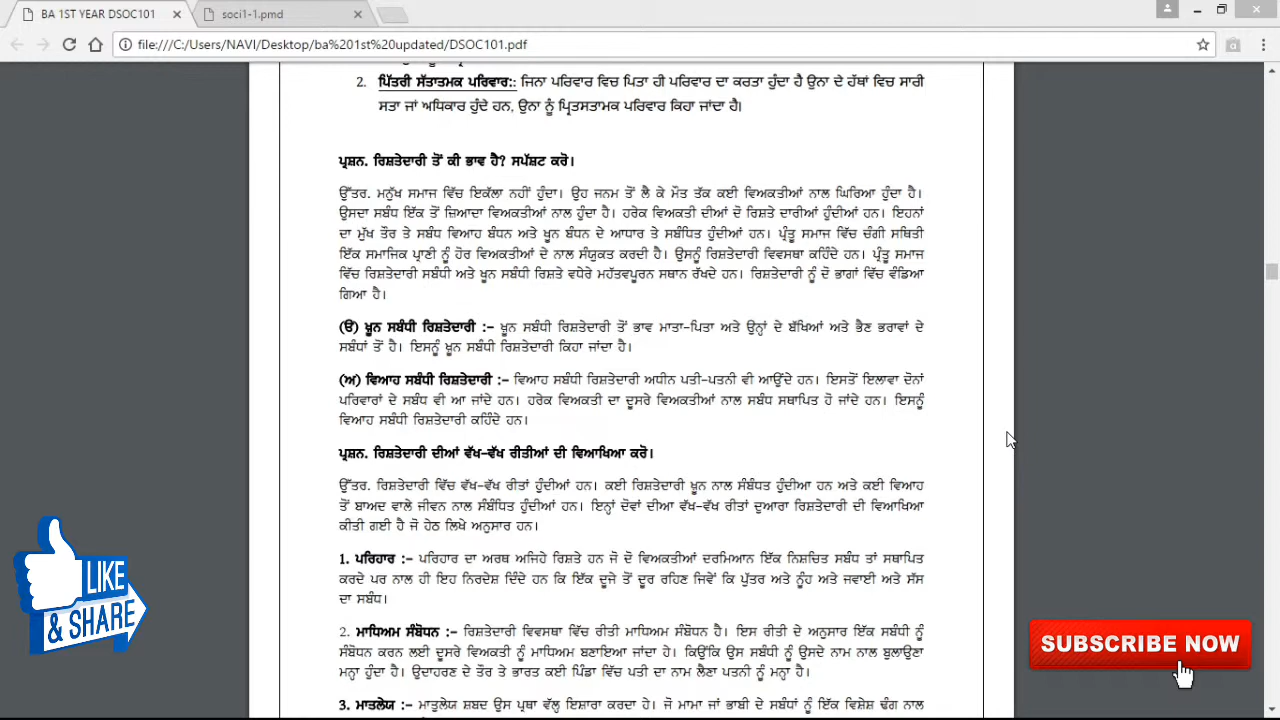 BA 1ST YEAR DSOC101
soci1-1.pmd
file:///C:/Users/NAVI/Desktop/ba%201st%20updated/DSOC101.pdf
2. ਪਿੱਤਰੀ ਸੱਤਾਤਮਕ ਪਰਿਵਾਰ:: ਜਿਨਾ ਪਰਿਵਾਰ ਵਿਚ ਪਿਤਾ ਹੀ ਪਰਿਵਾਰ ਦਾ ਕਰਤਾ ਹੁੰਦਾ ਹੈ ਉਨਾ ਦੇ ਹੱਥਾਂ ਵਿਚ ਸਾਰੀ
ਸਤਾ ਜਾਂ ਅਧਿਕਾਰ ਹੁੰਦੇ ਹਨ, ਉਨਾ ਨੂੰ ਪ੍ਰਿਤਸਤਾਮਕ ਪਰਿਵਾਰ ਕਿਹਾ ਜਾਂਦਾ ਹੈ।
ਪ੍ਰਸ਼ਨ. ਰਿਸ਼ਤੇਦਾਰੀ ਤੋਂ ਕੀ ਭਾਵ ਹੈ? ਸਪੱਸ਼ਟ ਕਰੋ।
ਉੱਤਰ. ਮਨੁੱਖ ਸਮਾਜ ਵਿੱਚ ਇਕੱਲਾ ਨਹੀਂ ਹੁੰਦਾ। ਉਹ ਜਨਮ ਤੋਂ ਲੈ ਕੇ ਮੌਤ ਤੱਕ ਕਈ ਵਿਅਕਤੀਆਂ ਨਾਲ ਘਿਰਿਆ ਹੁੰਦਾ ਹੈ।
ਉਸਦਾ ਸਬੰਧ ਇੱਕ ਤੋਂ ਜ਼ਿਆਦਾ ਵਿਅਕਤੀਆਂ ਨਾਲ ਹੁੰਦਾ ਹੈ। ਹਰੇਕ ਵਿਅਕਤੀ ਦੀਆਂ ਦੋ ਰਿਸ਼ਤੇ ਦਾਰੀਆਂ ਹੁੰਦੀਆਂ ਹਨ। ਇਹਨਾਂ
ਦਾ ਮੁੱਖ ਤੌਰ ਤੇ ਸਬੰਧ ਵਿਆਹ ਬੰਧਨ ਅਤੇ ਖੂਨ ਬੰਧਨ ਦੇ ਆਧਾਰ ਤੇ ਸਬੰਧਿਤ ਹੁੰਦੀਆਂ ਹਨ। ਪ੍ਰੰਤੂ ਸਮਾਜ ਵਿੱਚ ਚੰਗੀ ਸਥਿਤੀ
ਇੱਕ ਸਮਾਜਿਕ ਪ੍ਰਾਣੀ ਨੂੰ ਹੋਰ ਵਿਅਕਤੀਆਂ ਦੇ ਨਾਲ ਸੰਯੁਕਤ ਕਰਦੀ ਹੈ। ਉਸਨੂੰ ਰਿਸ਼ਤੇਦਾਰੀ ਵਿਵਸਥਾ ਕਹਿੰਦੇ ਹਨ। ਪ੍ਰੰਤੂ ਸਮਾਜ
ਵਿੱਚ ਰਿਸ਼ਤੇਦਾਰੀ ਸਬੰਧੀ ਅਤੇ ਖੂਨ ਸਬੰਧੀ ਰਿਸ਼ਤੇ ਵਧੇਰੇ ਮਹੱਤਵਪੂਰਨ ਸਥਾਨ ਰੱਖਦੇ ਹਨ। ਰਿਸ਼ਤੇਦਾਰੀ ਨੂੰ ਦੋ ਭਾਗਾਂ ਵਿੱਚ ਵੰਡਿਆ
ਗਿਆ ਹੈ।
(ੳ) ਖ਼ੂਨ ਸਬੰਧੀ ਰਿਸ਼ਤੇਦਾਰੀ :- ਖ਼ੂਨ ਸਬੰਧੀ ਰਿਸ਼ਤੇਦਾਰੀ ਤੋਂ ਭਾਵ ਮਾਤਾ-ਪਿਤਾ ਅਤੇ ਉਨ੍ਹਾਂ ਦੇ ਬੱਖਿਆਂ ਅਤੇ ਭੈਣ ਭਰਾਵਾਂ ਦੇ
ਸਬੰਧਾਂ ਤੋਂ ਹੈ। ਇਸਨੂੰ ਖੂਨ ਸਬੰਧੀ ਰਿਸ਼ਤੇਦਾਰੀ ਕਿਹਾ ਜਾਂਦਾ ਹੈ।
(ਅ) ਵਿਆਹ ਸਬੰਧੀ ਰਿਸ਼ਤੇਦਾਰੀ :- ਵਿਆਹ ਸਬੰਧੀ ਰਿਸ਼ਤੇਦਾਰੀ ਅਧੀਨ ਪਤੀ-ਪਤਨੀ ਵੀ ਆਉਂਦੇ ਹਨ। ਇਸਤੋਂ ਇਲਾਵਾ ਦੋਨਾਂ
ਪਰਿਵਾਰਾਂ ਦੇ ਸਬੰਧ ਵੀ ਆ ਜਾਂਦੇ ਹਨ। ਹਰੇਕ ਵਿਅਕਤੀ ਦਾ ਦੂਸਰੇ ਵਿਅਕਤੀਆਂ ਨਾਲ ਸਬੰਧ ਸਥਾਪਿਤ ਹੋ ਜਾਂਦੇ ਹਨ। ਇਸਨੂੰ
ਵਿਆਹ ਸਬੰਧੀ ਰਿਸ਼ਤੇਦਾਰੀ ਕਹਿੰਦੇ ਹਨ।
ਪ੍ਰਸ਼ਨ. ਰਿਸ਼ਤੇਦਾਰੀ ਦੀਆਂ ਵੱਖ-ਵੱਖ ਰੀਤੀਆਂ ਦੀ ਵਿਆਖਿਆ ਕਰੋ।
ਉੱਤਰ. ਰਿਸ਼ਤੇਦਾਰੀ ਵਿੱਚ ਵੱਖ-ਵੱਖ ਰੀਤਾਂ ਹੁੰਦੀਆਂ ਹਨ। ਕਈ ਰਿਸ਼ਤੇਦਾਰੀ ਖ਼ੂਨ ਨਾਲ ਸੰਬੰਧਤ ਹੁੰਦੀਆ ਹਨ ਅਤੇ ਕਈ ਵਿਆਹ
ਤੋਂ ਬਾਅਦ ਵਾਲੇ ਜੀਵਨ ਨਾਲ ਸੰਬੰਧਿਤ ਹੁੰਦੀਆਂ ਹਨ। ਇਨ੍ਹਾਂ ਦੋਵਾਂ ਦੀਆ ਵੱਖ-ਵੱਖ ਰੀਤਾਂ ਦੁਆਰਾ ਰਿਸ਼ਤੇਦਾਰੀ ਦੀ ਵਿਆਖਿਆ
ਕੀਤੀ ਗਈ ਹੈ ਜੋ ਹੇਠ ਲਿਖੇ ਅਨੁਸਾਰ ਹਨ।
1. ਪਰਿਹਾਰ :- ਪਰਿਹਾਰ ਦਾ ਅਰਥ ਅਜਿਹੇ ਰਿਸ਼ਤੇ ਹਨ ਜੋ ਦੋ ਵਿਅਕਤੀਆਂ ਦਰਮਿਆਨ ਇੱਕ ਨਿਸ਼ਚਿਤ ਸਬੰਧ ਤਾਂ ਸਥਾਪਿਤ
ਕਰਦੇ ਪਰ ਨਾਲ ਹੀ ਇਹ ਨਿਰਦੇਸ਼ ਦਿੰਦੇ ਹਨ ਕਿ ਇੱਕ ਦੂਜੇ ਤੋਂ ਦੂਰ ਰਹਿਣ ਜਿਵੇਂ ਕਿ ਪੁੱਤਰ ਅਤੇ ਨੂੰਹ ਅਤੇ ਜਵਾਈ ਅਤੇ ਸੱਸ
ਦਾ ਸਬੰਧ।
2. ਮਾਧਿਅਮ ਸੰਬੋਧਨ :- ਰਿਸ਼ਤੇਦਾਰੀ ਵਿਵਸਥਾ ਵਿੱਚ ਰੀਤੀ ਮਾਧਿਅਮ ਸੰਬੋਧਨ ਹੈ। ਇਸ ਰੀਤੀ ਦੇ ਅਨੁਸਾਰ ਇੱਕ ਸਬੰਧੀ ਨੂੰ
ਸੰਬੋਧਨ ਕਰਨ ਲਈ ਦੂਸਰੇ ਵਿਅਕਤੀ ਨੂੰ ਮਾਧਿਅਮ ਬਣਾਇਆ ਜਾਂਦਾ ਹੈ। ਕਿਉਂਕਿ ਉਸ ਸਬੰਧੀ ਨੂੰ ਉਸਦੇ ਨਾਮ ਨਾਲ ਬੁਲਾਉਣਾ
ਮਨ੍ਹਾ ਹੁੰਦਾ ਹੈ। ਉਦਾਹਰਣ ਦੇ ਤੌਰ ਤੇ ਭਾਰਤ ਕਈ ਪਿੰਡਾ ਵਿੱਚ ਪਤੀ ਦਾ ਨਾਮ ਲੈਣਾ ਪਤਨੀ ਨੂੰ ਮਨ੍ਹਾ ਹੈ।
3. ਮਾਤਲੇਯ :- ਮਾਤੁਲੇਯ ਸ਼ਬਦ ਉਸ ਪ੍ਰਥਾ ਵੱਲ੍ਹ ਇਸ਼ਾਰਾ ਕਰਦਾ ਹੈ। ਜੋ ਮਾਮਾ ਜਾਂ ਭਾਬੀ ਦੇ ਸਬੰਧਾਂ ਨੂੰ ਇੱਕ ਵਿਸ਼ੇਸ਼ ਢੰਗ ਨਾਲ
LIKE
& SHARE
SUBSCRIBE NOW